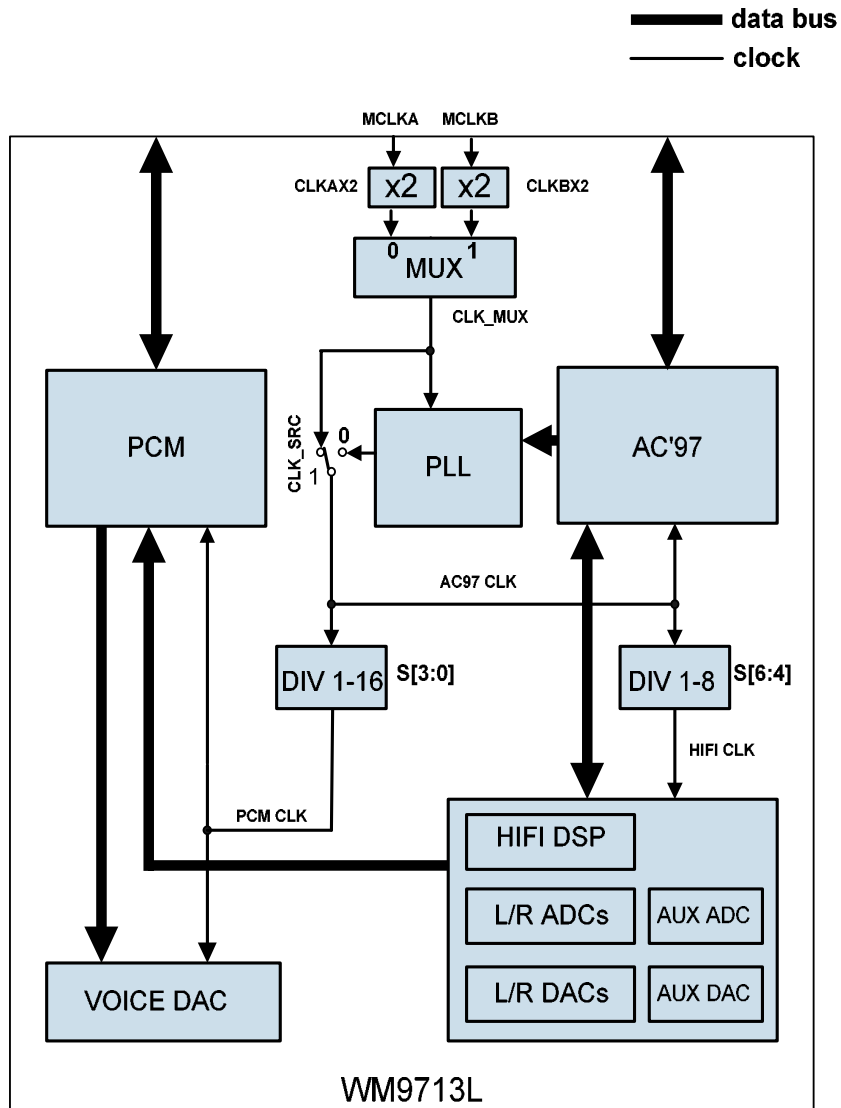 data bus
clock
MCLKA MCLKB
CLKAX2 x2 x2 CLKBX2
0 1
MUX
CLK_MUX
PCM
CLK_SRC
0
1
PLL
AC'97
AC97 CLK
DIV 1-16 S[3:0]
DIV 1-8 S[6:4]
HIFI CLK
PCM CLK
HIFI DSP
L/R ADCs AUX ADC
L/R DACs AUX DAC
VOICE DAC
WM9713L